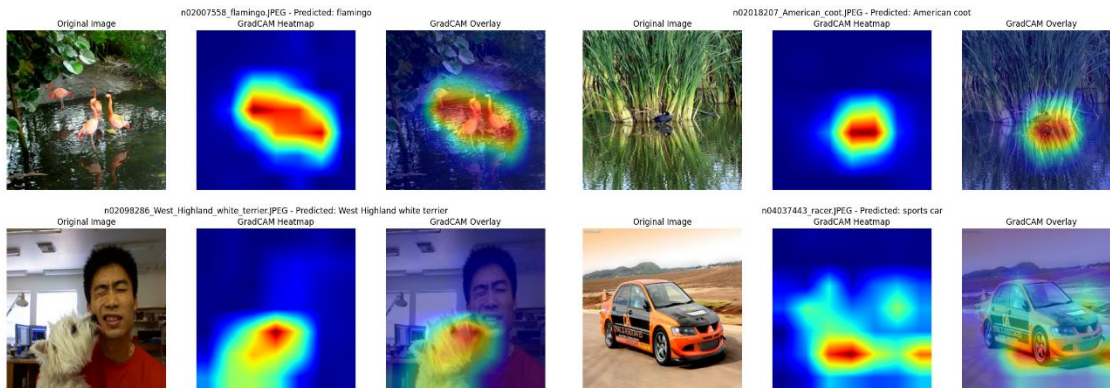 n02007558_flamingo.JPEG - Predicted: flamingo
Original Image
GradCAM Heatmap
GradCAM Overlay
n02018207_American_coot.JPEG - Predicted: American coot
Original Image
GradCAM Heatmap
GradCAM Overlay
n02098286_West_Highland_white_terrier.JPEG - Predicted: West Highland white terrier
Original Image
GradCAM Heatmap
GradCAM Overlay
n04037443_racer.JPEG - Predicted: sports car
Original Image
GradCAM Heatmap
GradCAM Overlay